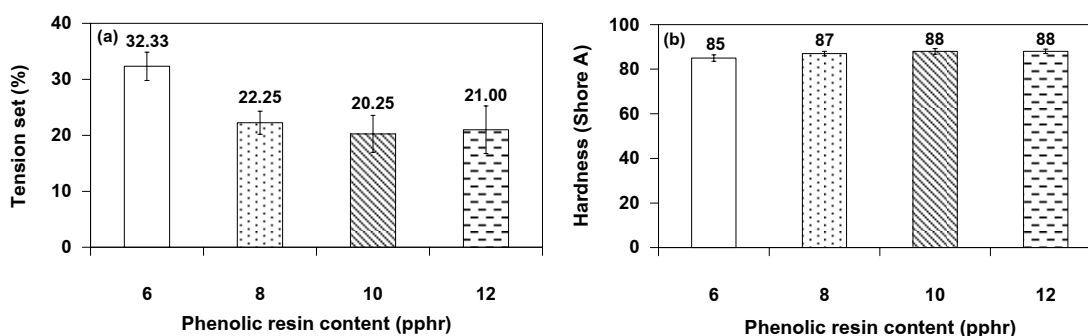 (a)
40
30
20
10
0
Tension set (%)
32.33
22.25
20.25
21.00
6 8 10 12
Phenolic resin content (pphr)
(b)
100
80
60
40
20
0
Hardness (Shore A)
85
87
88
88
6 8 10 12
Phenolic resin content (pphr)